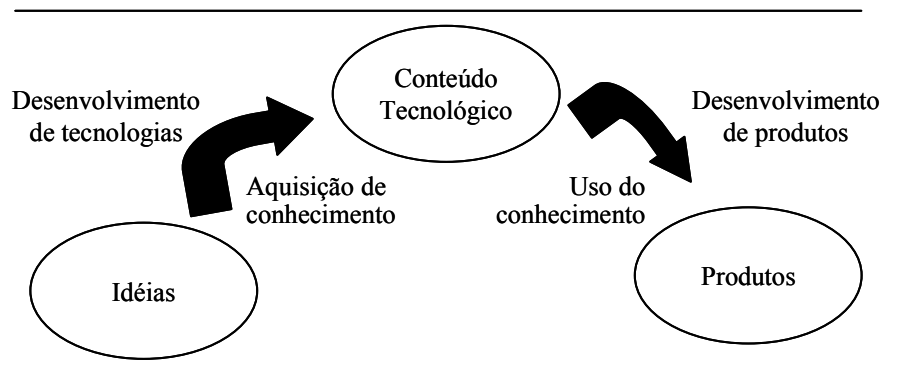 Conteúdo
Tecnológico
Desenvolvimento
de tecnologias
Desenvolvimento
de produtos
Aquisição de
conhecimento
Uso do
conhecimento
Idéias
Produtos